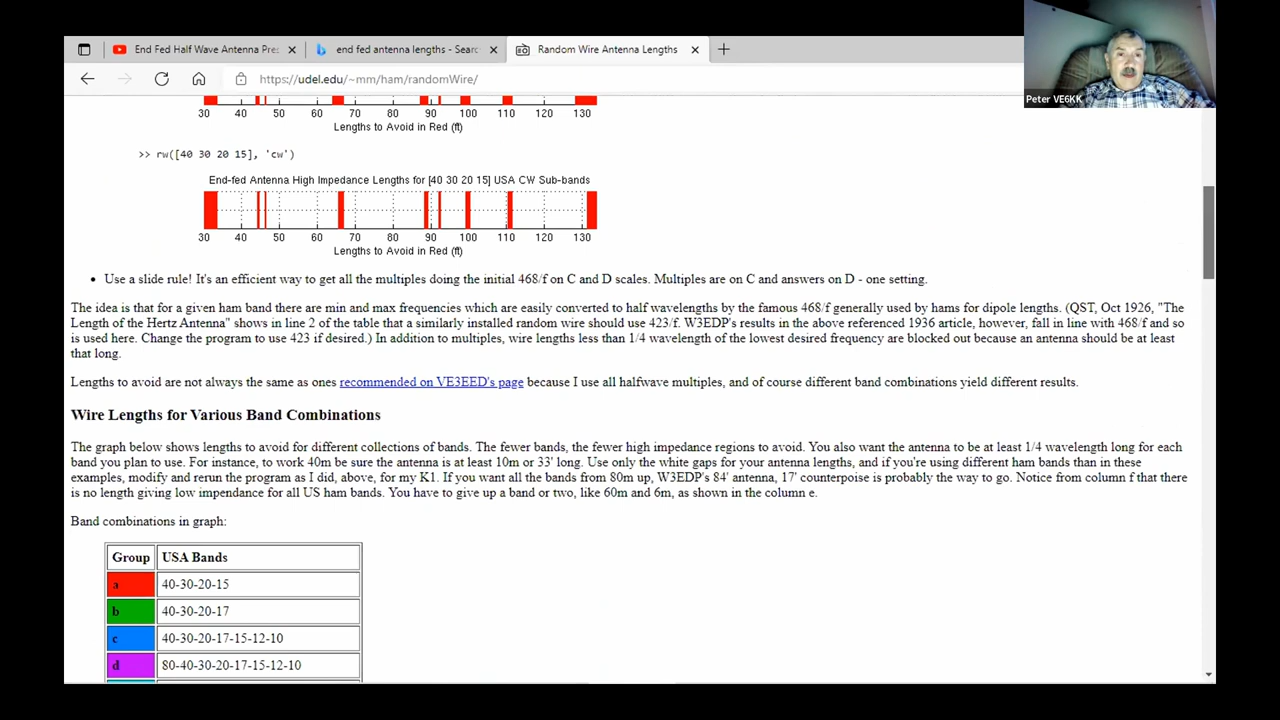 End Fed Half Wave Antenna Pre
end fed antenna lengths - Sear
Random Wire Antenna Lengths
https://udel.edu/~mm/ham/randomWire/
Peter VE6KK
30 40 50 60 70 80 90 100 110 120 130
Lengths to Avoid in Red (ft)
>> rw([40 30 20 15], 'cw')
End-fed Antenna High Impedance Lengths for [40 30 20 15] USA CW Sub-bands
30 40 50 60 70 80 90 100 110 120 130
Lengths to Avoid in Red (ft)
• Use a slide rule! It's an efficient way to get all the multiples doing the initial 468/f on C and D scales. Multiples are on C and answers on D - one setting.
The idea is that for a given ham band there are min and max frequencies which are easily converted to half wavelengths by the famous 468/f generally used by hams for dipole lengths. (QST, Oct 1926, "The
Length of the Hertz Antenna" shows in line 2 of the table that a similarly installed random wire should use 423/f. W3EDP's results in the above referenced 1936 article, however, fall in line with 468/f and so
is used here. Change the program to use 423 if desired.) In addition to multiples, wire lengths less than 1/4 wavelength of the lowest desired frequency are blocked out because an antenna should be at least
that long.
Lengths to avoid are not always the same as ones recommended on VE3EED's page because I use all halfwave multiples, and of course different band combinations yield different results.
Wire Lengths for Various Band Combinations
The graph below shows lengths to avoid for different collections of bands. The fewer bands, the fewer high impedance regions to avoid. You also want the antenna to be at least 1/4 wavelength long for each
band you plan to use. For instance, to work 40m be sure the antenna is at least 10m or 33' long. Use only the white gaps for your antenna lengths, and if you're using different ham bands than in these
examples, modify and rerun the program as I did, above, for my K1. If you want all the bands from 80m up, W3EDP's 84' antenna, 17' counterpoise is probably the way to go. Notice from column f that there
is no length giving low impendance for all US ham bands. You have to give up a band or two, like 60m and 6m, as shown in the column e.
Band combinations in graph:
Group USA Bands
a 40-30-20-15
b 40-30-20-17
c 40-30-20-17-15-12-10
d 80-40-30-20-17-15-12-10